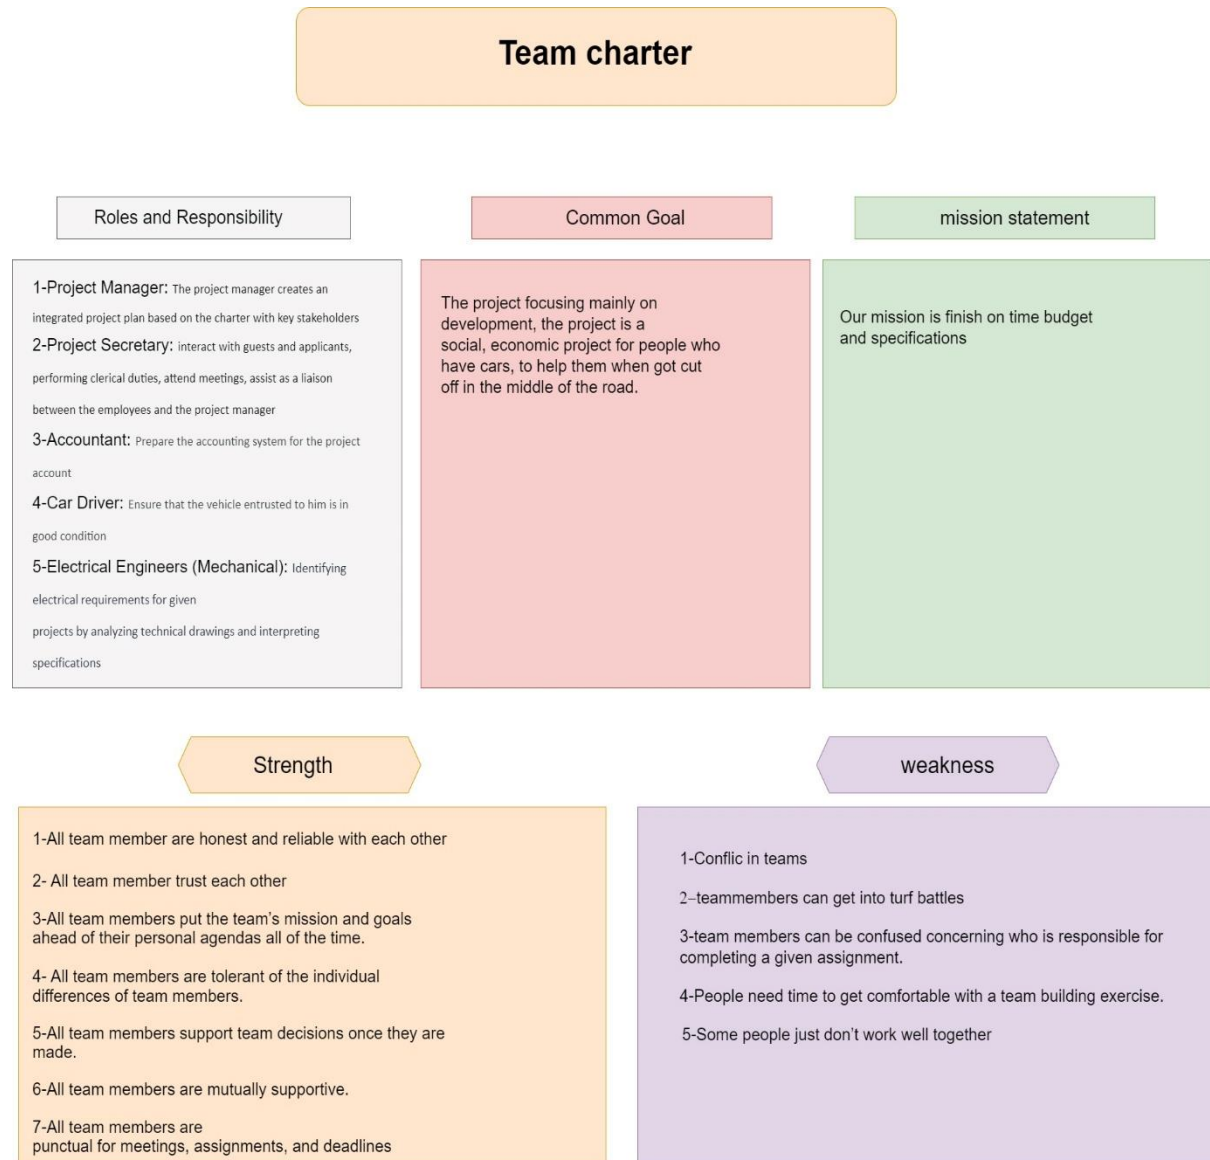 Team charter
Roles and Responsibility
1-Project Manager: The project manager creates an
integrated project plan based on the charter with key stakeholders
2-Project Secretary: interact with guests and applicants,
performing clerical duties, attend meetings, assist as a liaison
between the employees and the project manager
3-Accountant: Prepare the accounting system for the project
account
4-Car Driver: Ensure that the vehicle entrusted to him is in
good condition
5-Electrical Engineers (Mechanical): Identifying
electrical requirements for given
projects by analyzing technical drawings and interpreting
specifications
Common Goal
The project focusing mainly on
development, the project is a
social, economic project for people who
have cars, to help them when got cut
off in the middle of the road.
mission statement
Our mission is finish on time budget
and specifications
Strength
1-All team member are honest and reliable with each other
2- All team member trust each other
3-All team members put the team’s mission and goals
ahead of their personal agendas all of the time.
4- All team members are tolerant of the individual
differences of team members.
5-All team members support team decisions once they are
made.
6-All team members are mutually supportive.
7-All team members are
punctual for meetings, assignments, and deadlines
weakness
1-Conflic in teams
2–teammembers can get into turf battles
3-team members can be confused concerning who is responsible for
completing a given assignment.
4-People need time to get comfortable with a team building exercise.
5-Some people just don’t work well together